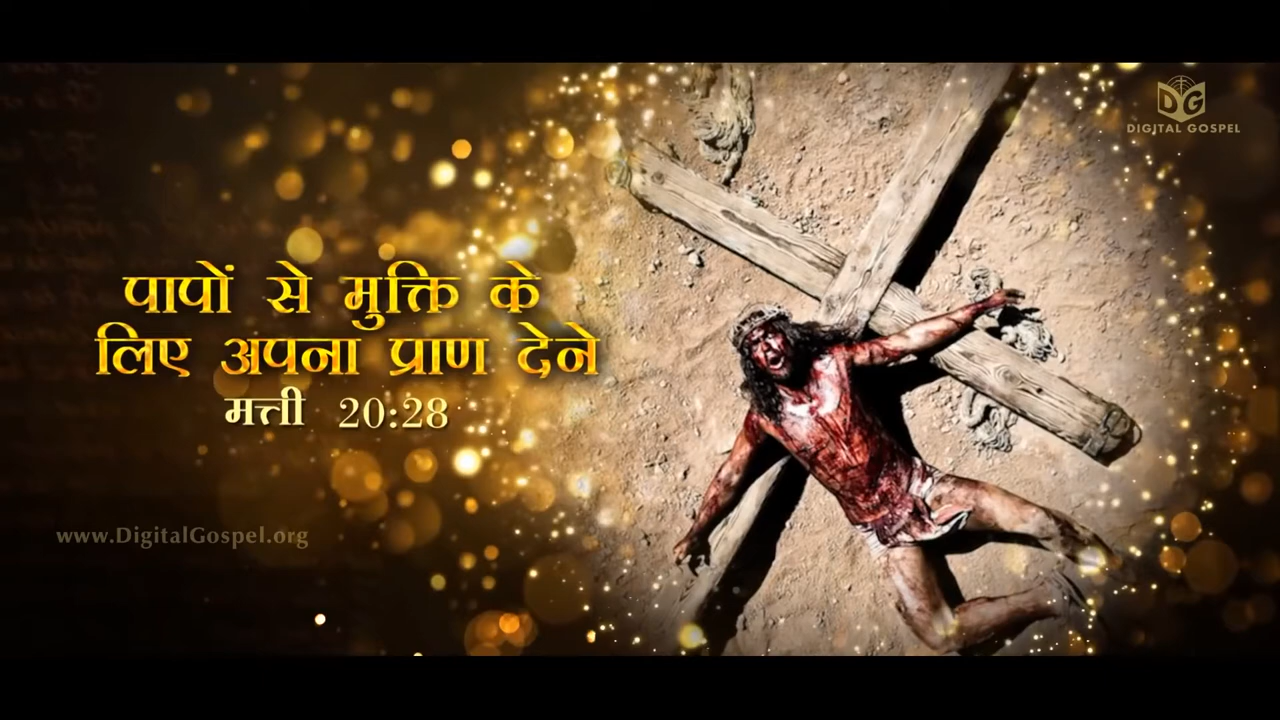 DG
DIGITAL GOSPEL
पापों से मुक्ति के
लिए अपना प्राण देने
मत्ती 20:28
www.DigitalGospel.org